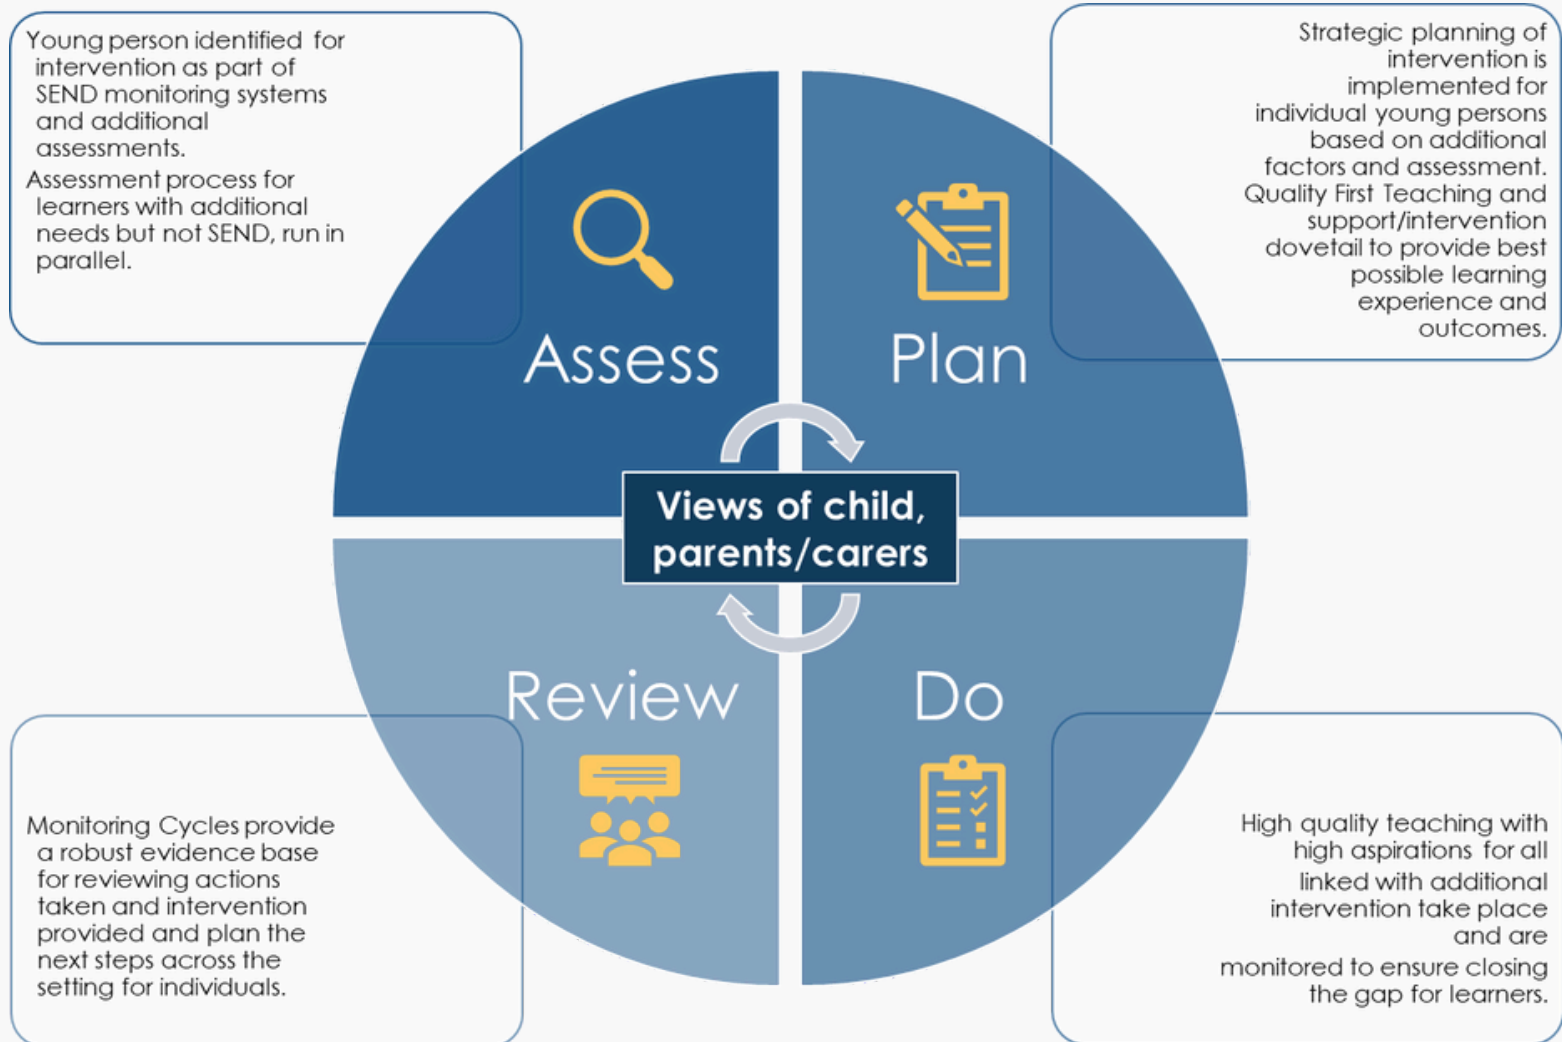 Young person identified for
intervention as part of
SEND monitoring systems
and additional
assessments.
Assessment process for
learners with additional
needs but not SEND, run in
parallel.
Strategic planning of
intervention is
implemented for
individual young persons
based on additional
factors and assessment.
Quality First Teaching and
support/intervention
dovetail to provide best
possible learning
experience and
outcomes.
Assess
Plan
Views of child,
parents/carers
Review
Do
Monitoring Cycles provide
a robust evidence base
for reviewing actions
taken and intervention
provided and plan the
next steps across the
setting for individuals.
High quality teaching with
high aspirations for all
linked with additional
intervention take place
and are
monitored to ensure closing
the gap for learners.